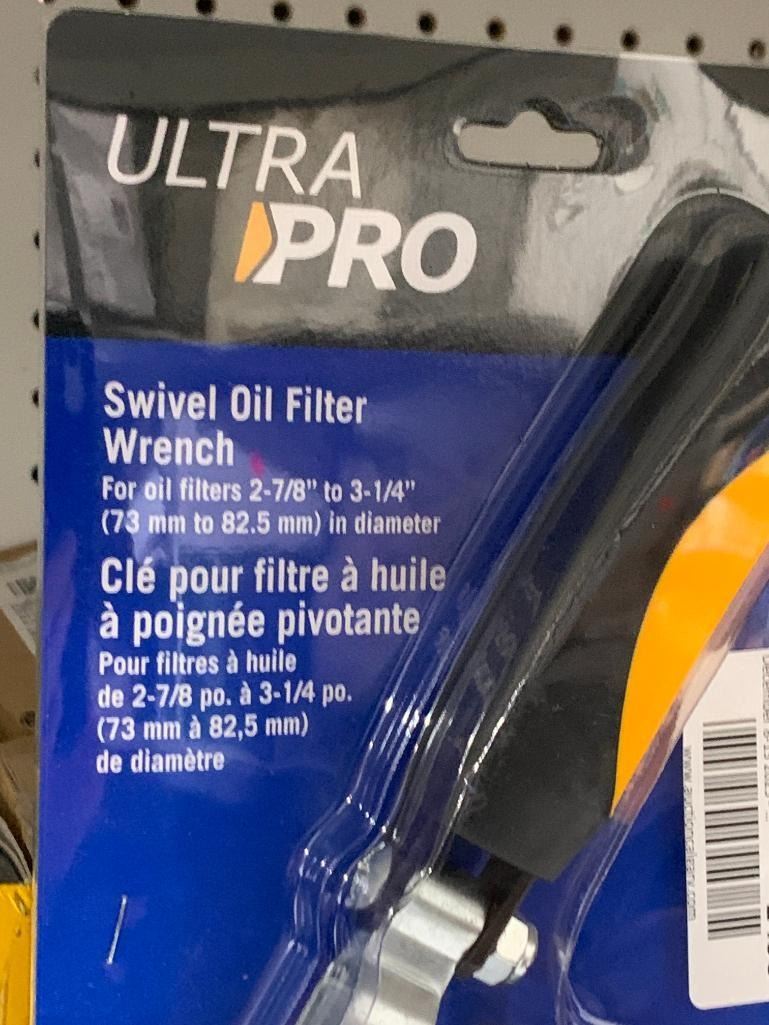 ULTRA
PRO
Swivel Oil Filter
Wrench
For oil filters 2-7/8" to 3-1/4"
(73 mm to 82.5 mm) in diameter
Clé pour filtre à huile
à poignée pivotante
Pour filtres à huile
de 2-7/8 po. à 3-1/4 po.
(73 mm à 82,5 mm)
de diamètre